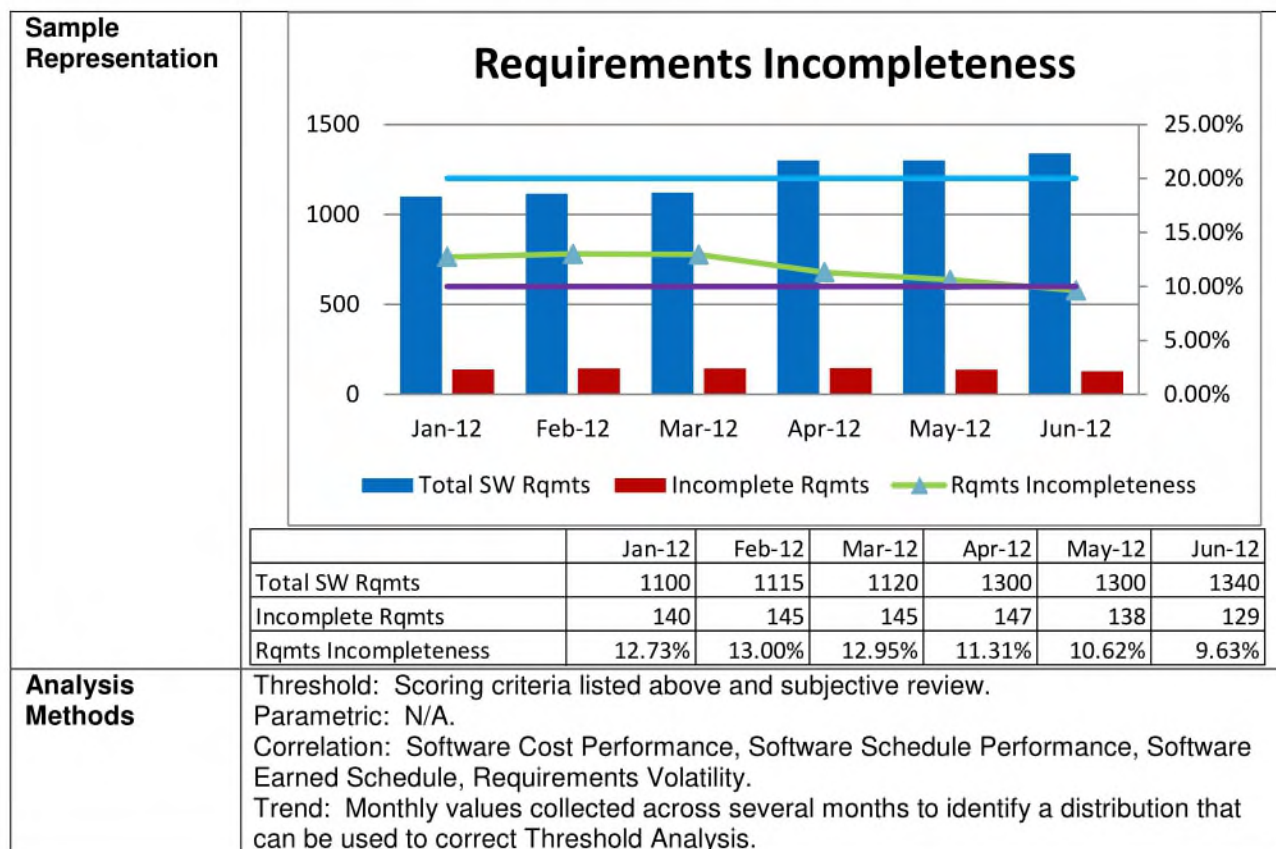 Sample
Representation
Requirements Incompleteness
1500
1000
500
0
25.00%
20.00%
15.00%
10.00%
5.00%
0.00%
Jan-12 Feb-12 Mar-12 Apr-12 May-12 Jun-12
Total SW Rqmts Incomplete Rqmts Rqmts Incompleteness
Jan-12 Feb-12 Mar-12 Apr-12 May-12 Jun-12
Total SW Rqmts 1100 1115 1120 1300 1300 1340
Incomplete Rqmts 140 145 145 147 138 129
Rqmts Incompleteness 12.73% 13.00% 12.95% 11.31% 10.62% 9.63%
Analysis
Methods
Threshold: Scoring criteria listed above and subjective review.
Parametric: N/A.
Correlation: Software Cost Performance, Software Schedule Performance, Software
Earned Schedule, Requirements Volatility.
Trend: Monthly values collected across several months to identify a distribution that
can be used to correct Threshold Analysis.